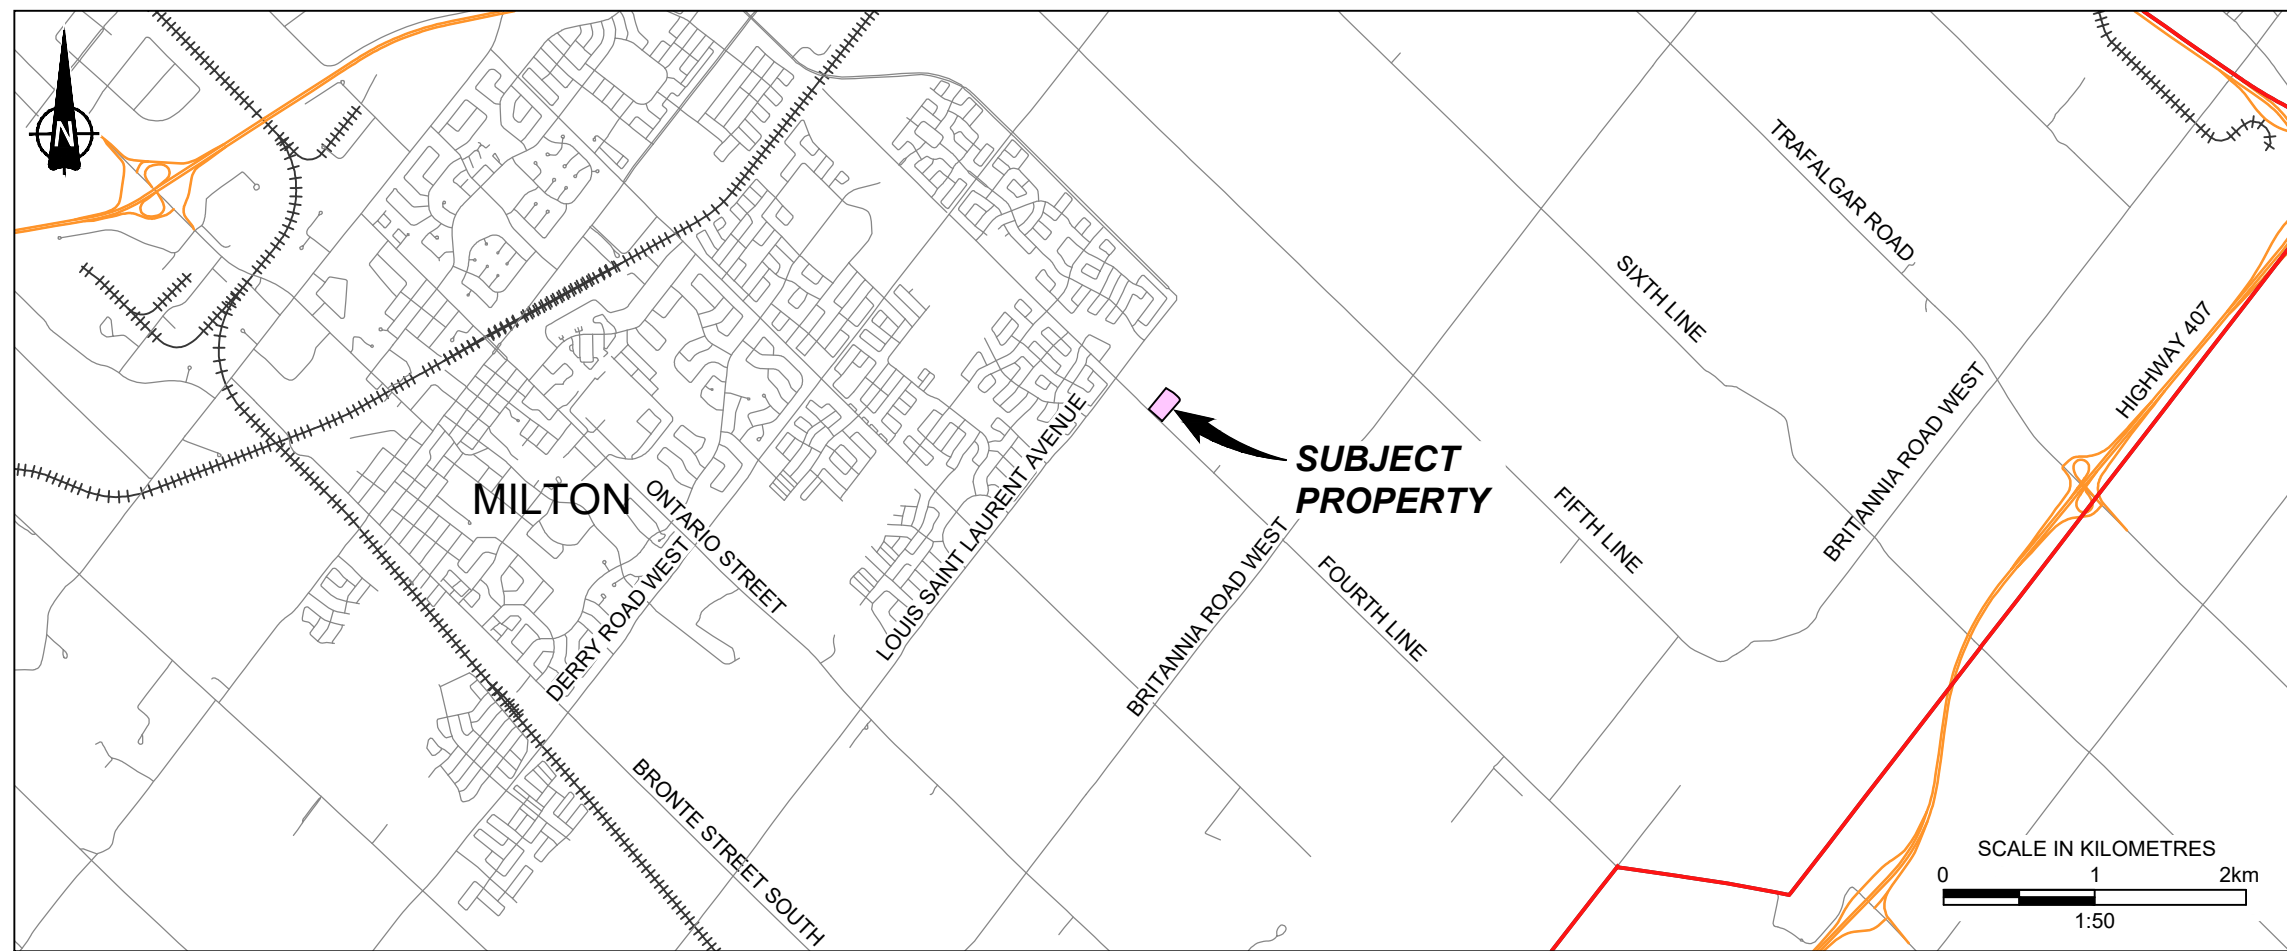 N
TRAFALGAR ROAD
SIXTH LINE
HIGHWAY 407
BRITANNIA ROAD WEST
LOUIS SAINT LAURENT AVENUE
SUBJECT
PROPERTY
MILTON
ONTARIO STREET
FIFTH LINE
DERRY ROAD WEST
BRITANNIA ROAD WEST
FOURTH LINE
BRONTE STREET SOUTH
SCALE IN KILOMETRES
0 1 2km
1:50